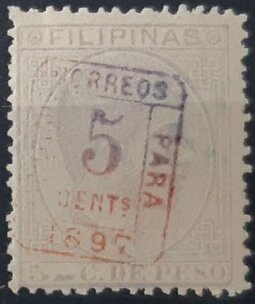 FILIPINAS
CORREOS
5
CENTS
PARA
1897
5 C. DE PESO